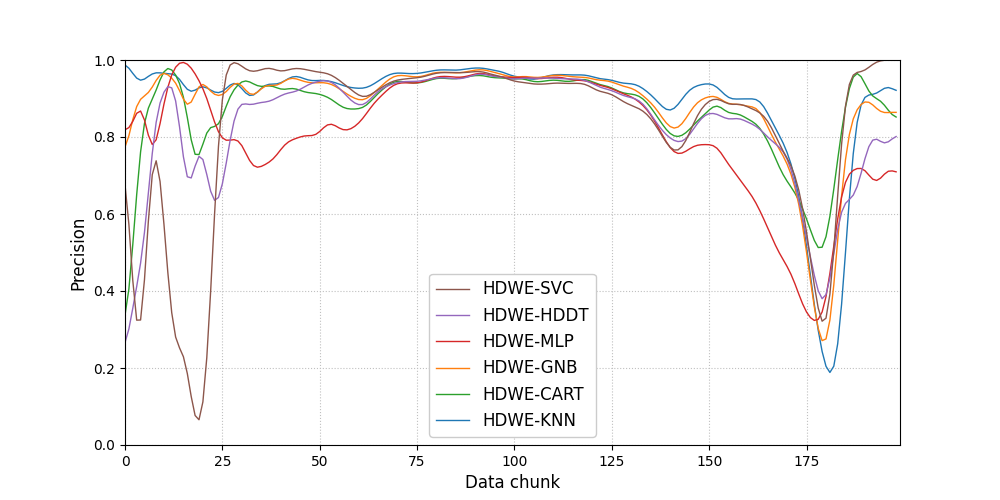 1.0
0.8
0.6
0.4
0.2
0.0
Precision
HDWE-SVC
HDWE-HDDT
HDWE-MLP
HDWE-GNB
HDWE-CART
HDWE-KNN
0 25 50 75 100 125 150 175
Data chunk